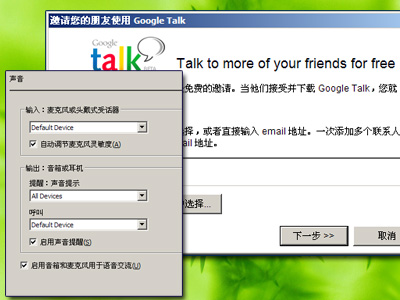 邀请您的朋友使用 Google Talk
Google
talk
BETA
Talk to more of your friends for free
免费的邀请。当他们接受并下载 Google Talk，您就
选择，或者直接输入 email 地址。一次添加多个联系人
ail 地址。
选择...
下一步 >>
取消
声音
输入：麦克风或头戴式受话器
Default Device
自动调节麦克风灵敏度(A)
输出：音箱或耳机
提醒：声音提示
All Devices
呼叫
Default Device
启用声音提醒(S)
启用音箱和麦克风用于语音交流(U)